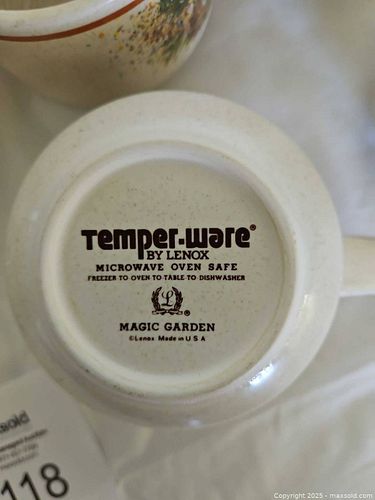 Temper-ware®
BY LENOX
MICROWAVE OVEN SAFE
FREEZER TO OVEN TO TABLE TO DISHWASHER
L
®
MAGIC GARDEN
©Lenox Made in U S A
118
Copyright 2025 - maxsold.com